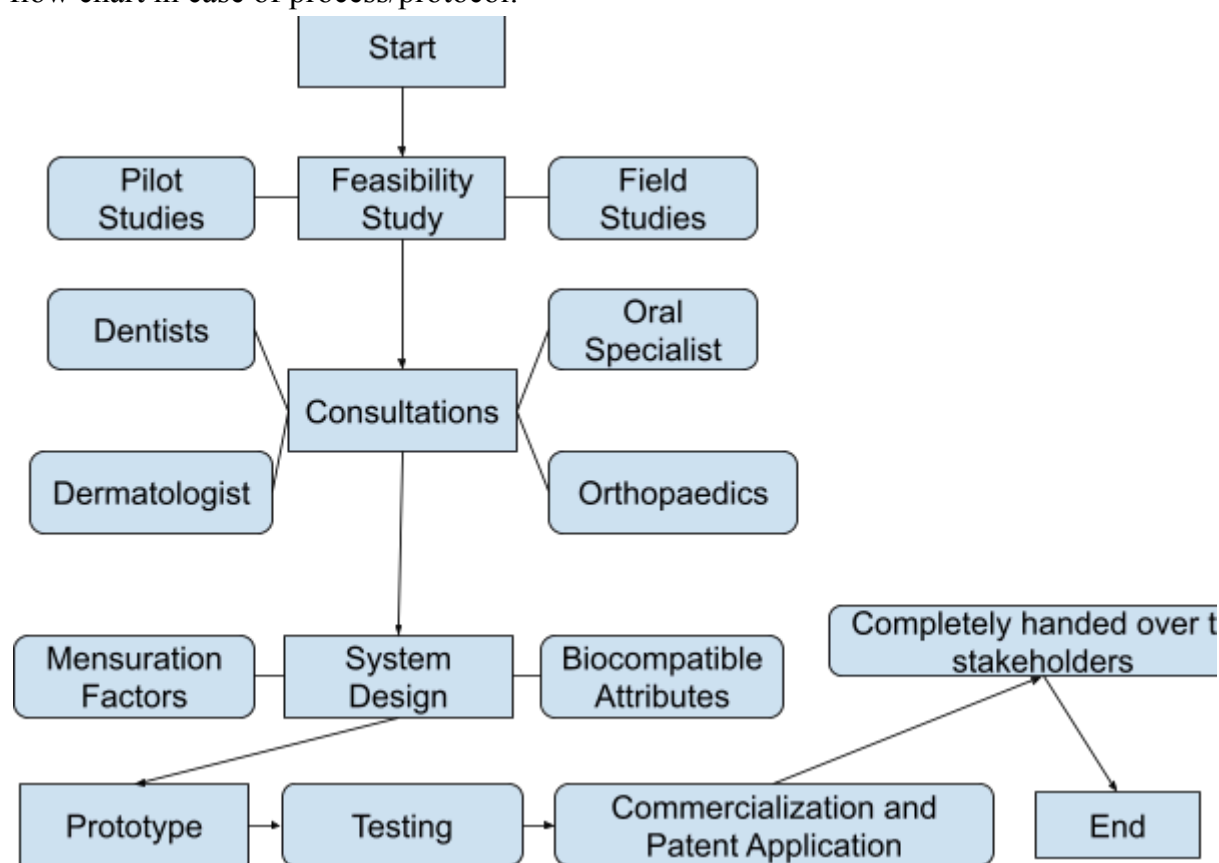 flow chart in case of process/protocol.
Start
Pilot
Studies
Feasibility
Study
Field
Studies
Dentists
Oral
Specialist
Consultations
Dermatologist
Orthopaedics
Completely handed over t
stakeholders
Mensuration
Factors
System
Design
Biocompatible
Attributes
Prototype
Testing
Commercialization and
Patent Application
End